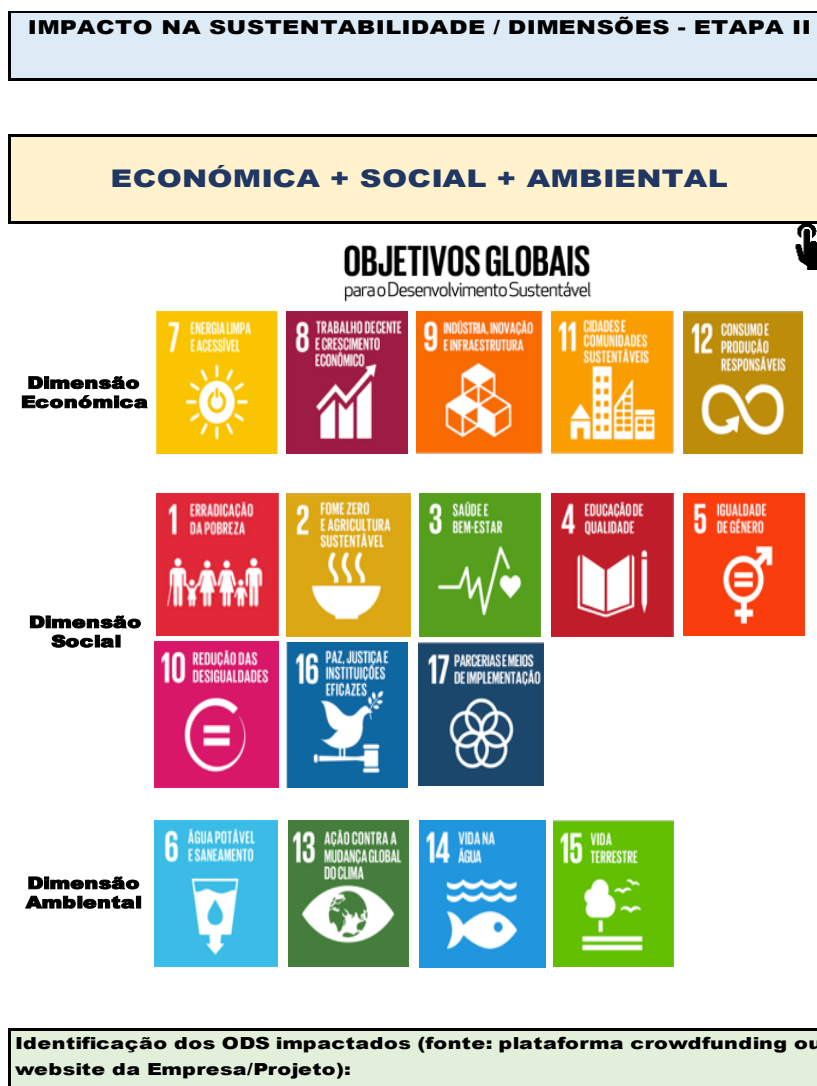 IMPACTO NA SUSTENTABILIDADE / DIMENSÕES - ETAPA II
ECONÓMICA + SOCIAL + AMBIENTAL
OBJETIVOS GLOBAIS
para o Desenvolvimento Sustentável
Dimensão
Económica
7 ENERGIA LIMPA
E ACESSÍVEL
8 TRABALHO DECENTE
E CRESCIMENTO
ECONÓMICO
9 INDÚSTRIA, INOVAÇÃO
E INFRAESTRUTURA
11 CIDADES E
COMUNIDADES
SUSTENTÁVEIS
12 CONSUMO E
PRODUÇÃO
RESPONSÁVEIS
Dimensão
Social
1 ERRADICAÇÃO
DA POBREZA
2 FOME ZERO
E AGRICULTURA
SUSTENTÁVEL
3 SAÚDE E
BEM-ESTAR
4 EDUCAÇÃO DE
QUALIDADE
5 IGUALDADE
DE GÊNERO
10 REDUÇÃO DAS
DESIGUALDADES
16 PAZ, JUSTIÇA E
INSTITUIÇÕES
EFICAZES
17 PARCERIAS E MEIOS
DE IMPLEMENTAÇÃO
Dimensão
Ambiental
6 ÁGUA POTÁVEL
E SANEAMENTO
13 AÇÃO CONTRA A
MUDANÇA GLOBAL
DO CLIMA
14 VIDA NA
ÁGUA
15 VIDA
TERRESTRE
Identificação dos ODS impactados (fonte: plataforma crowdfunding ou
website da Empresa/Projeto):